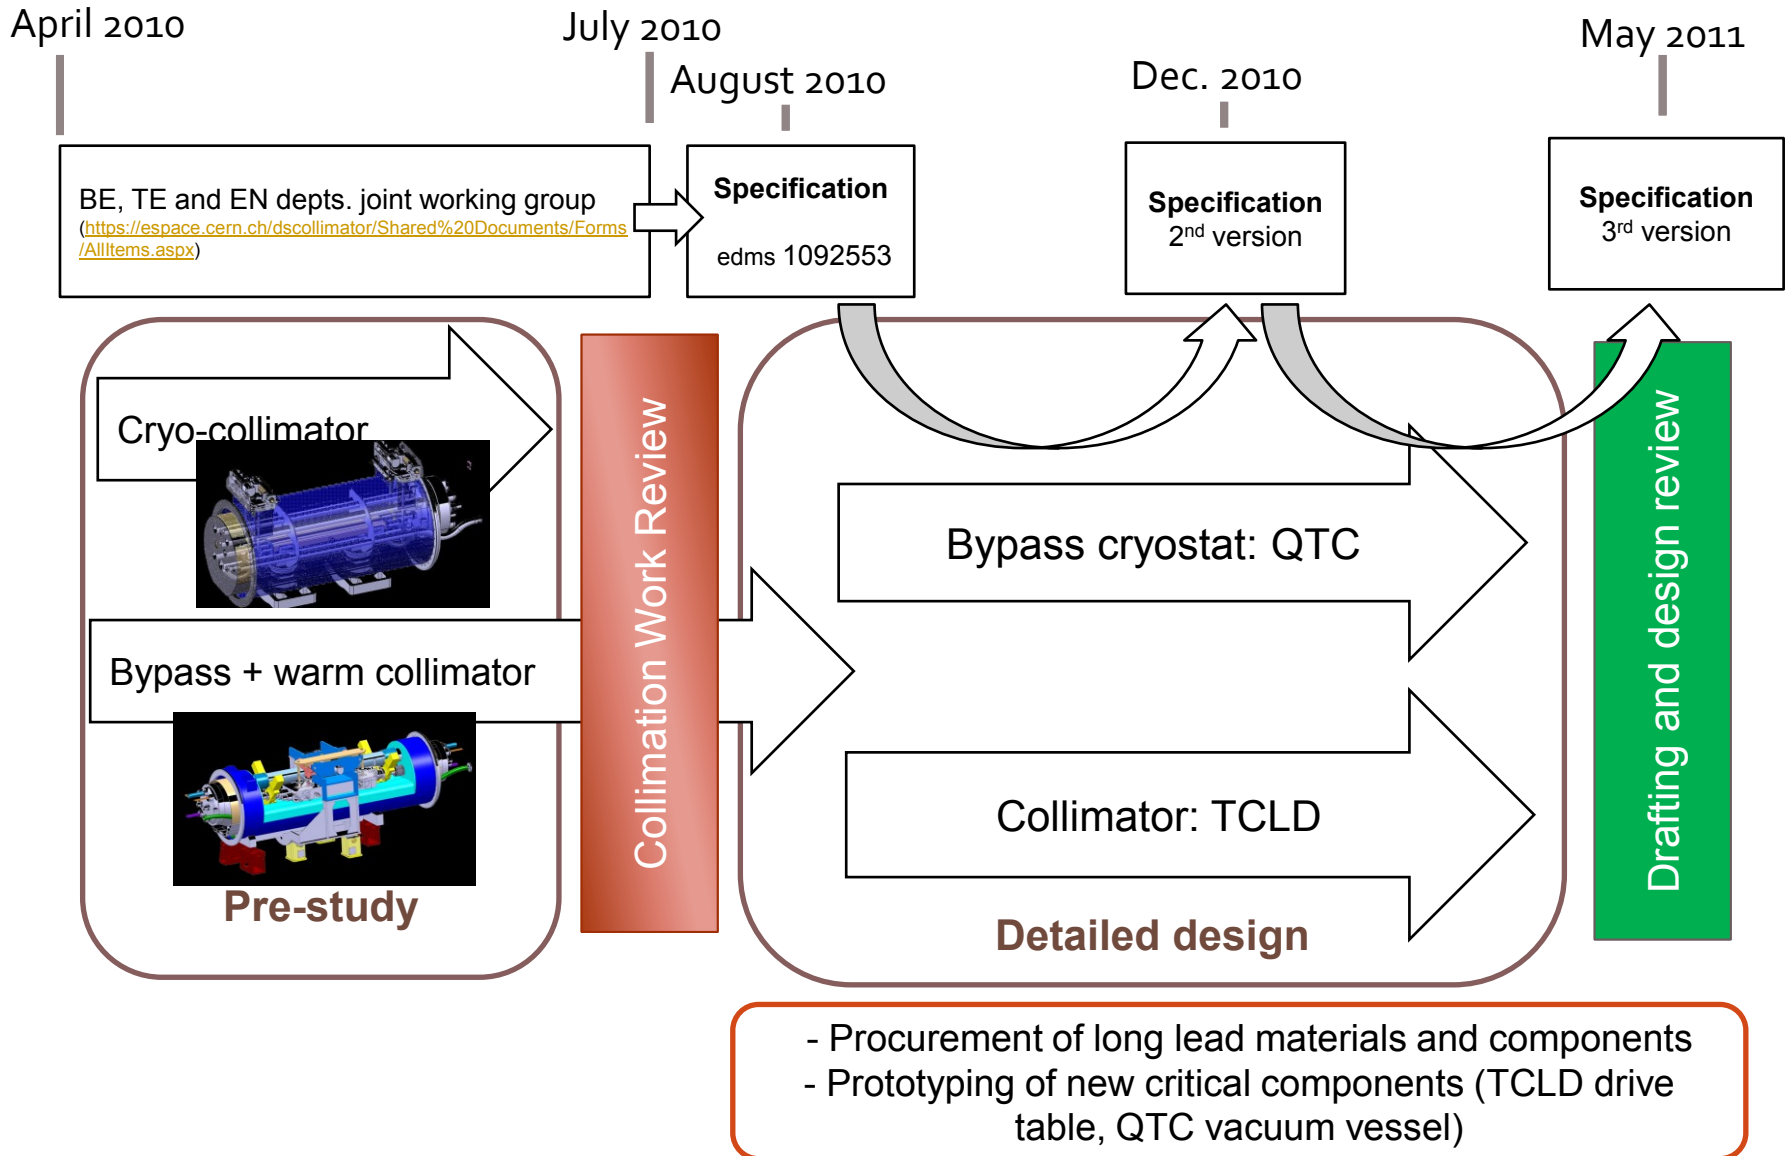 April 2010
July 2010
August 2010
Dec. 2010
May 2011
BE, TE and EN depts. joint working group
(https://espace.cern.ch/dscollimator/Shared%20Documents/Forms
/AllItems.aspx)
Specification
edms 1092553
Specification
2nd version
Specification
3rd version
Cryo-collimator
Bypass + warm collimator
Pre-study
Collimation Work Review
Bypass cryostat: QTC
Collimator: TCLD
Detailed design
Drafting and design review
- Procurement of long lead materials and components
- Prototyping of new critical components (TCLD drive
table, QTC vacuum vessel)